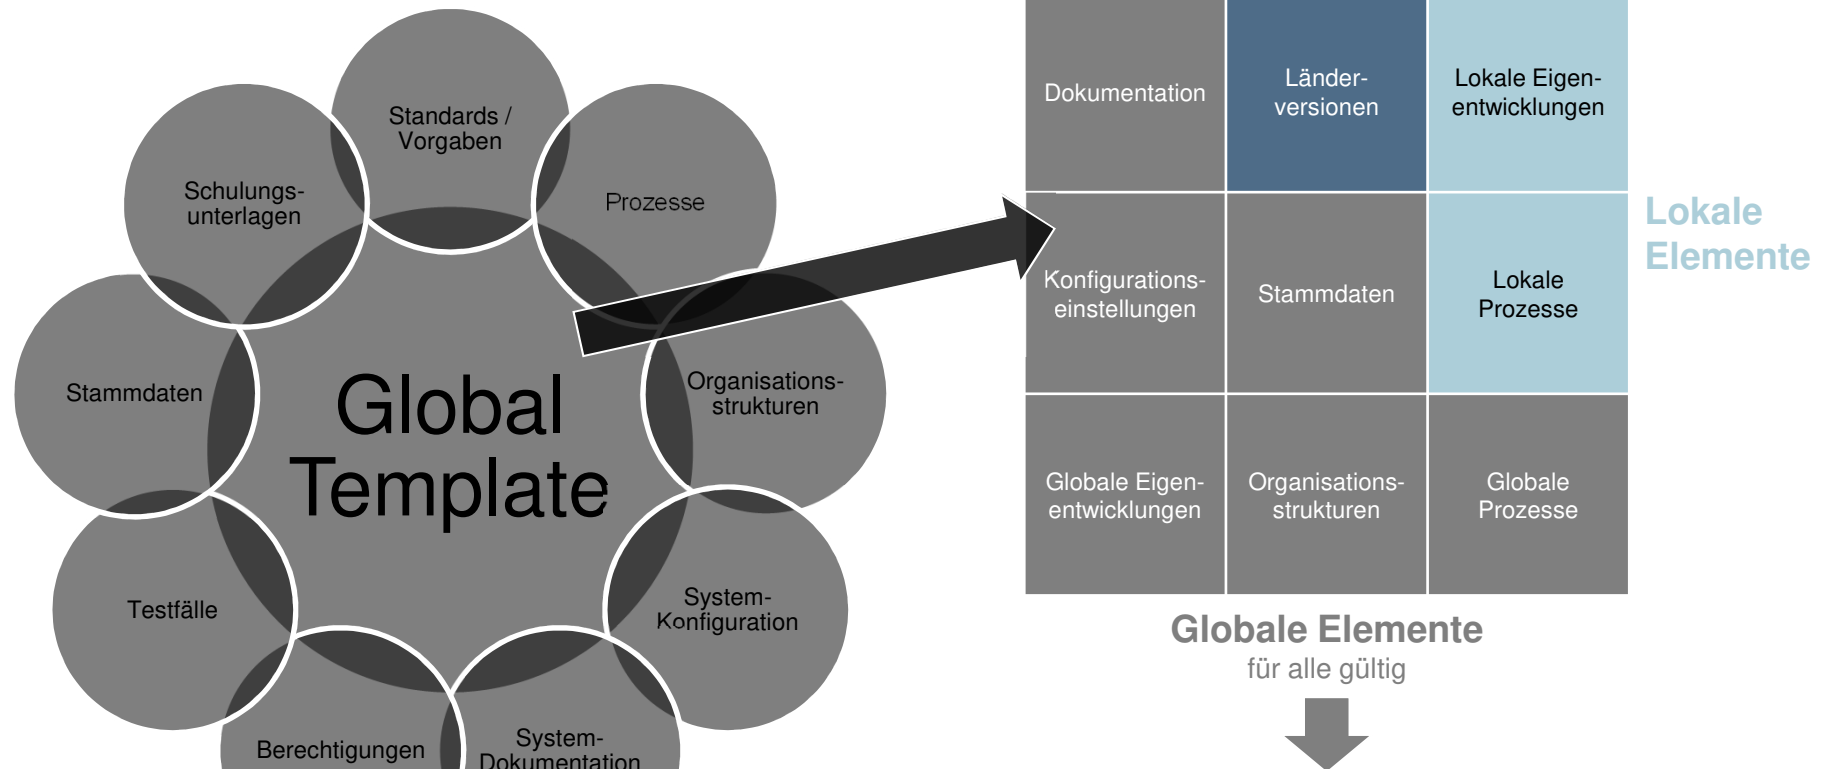 Standards /
Vorgaben
Schulungs-
unterlagen
Prozesse
Stammdaten
Organisations-
strukturen
Global
Template
Testfälle
System-
Konfiguration
Berechtigungen
System-
Dokumentation
Dokumentation
Länder-
versionen
Lokale Eigen-
entwicklungen
Konfigurations-
einstellungen
Stammdaten
Lokale
Prozesse
Lokale
Elemente
Globale Eigen-
entwicklungen
Organisations-
strukturen
Globale
Prozesse
Globale Elemente
für alle gültig